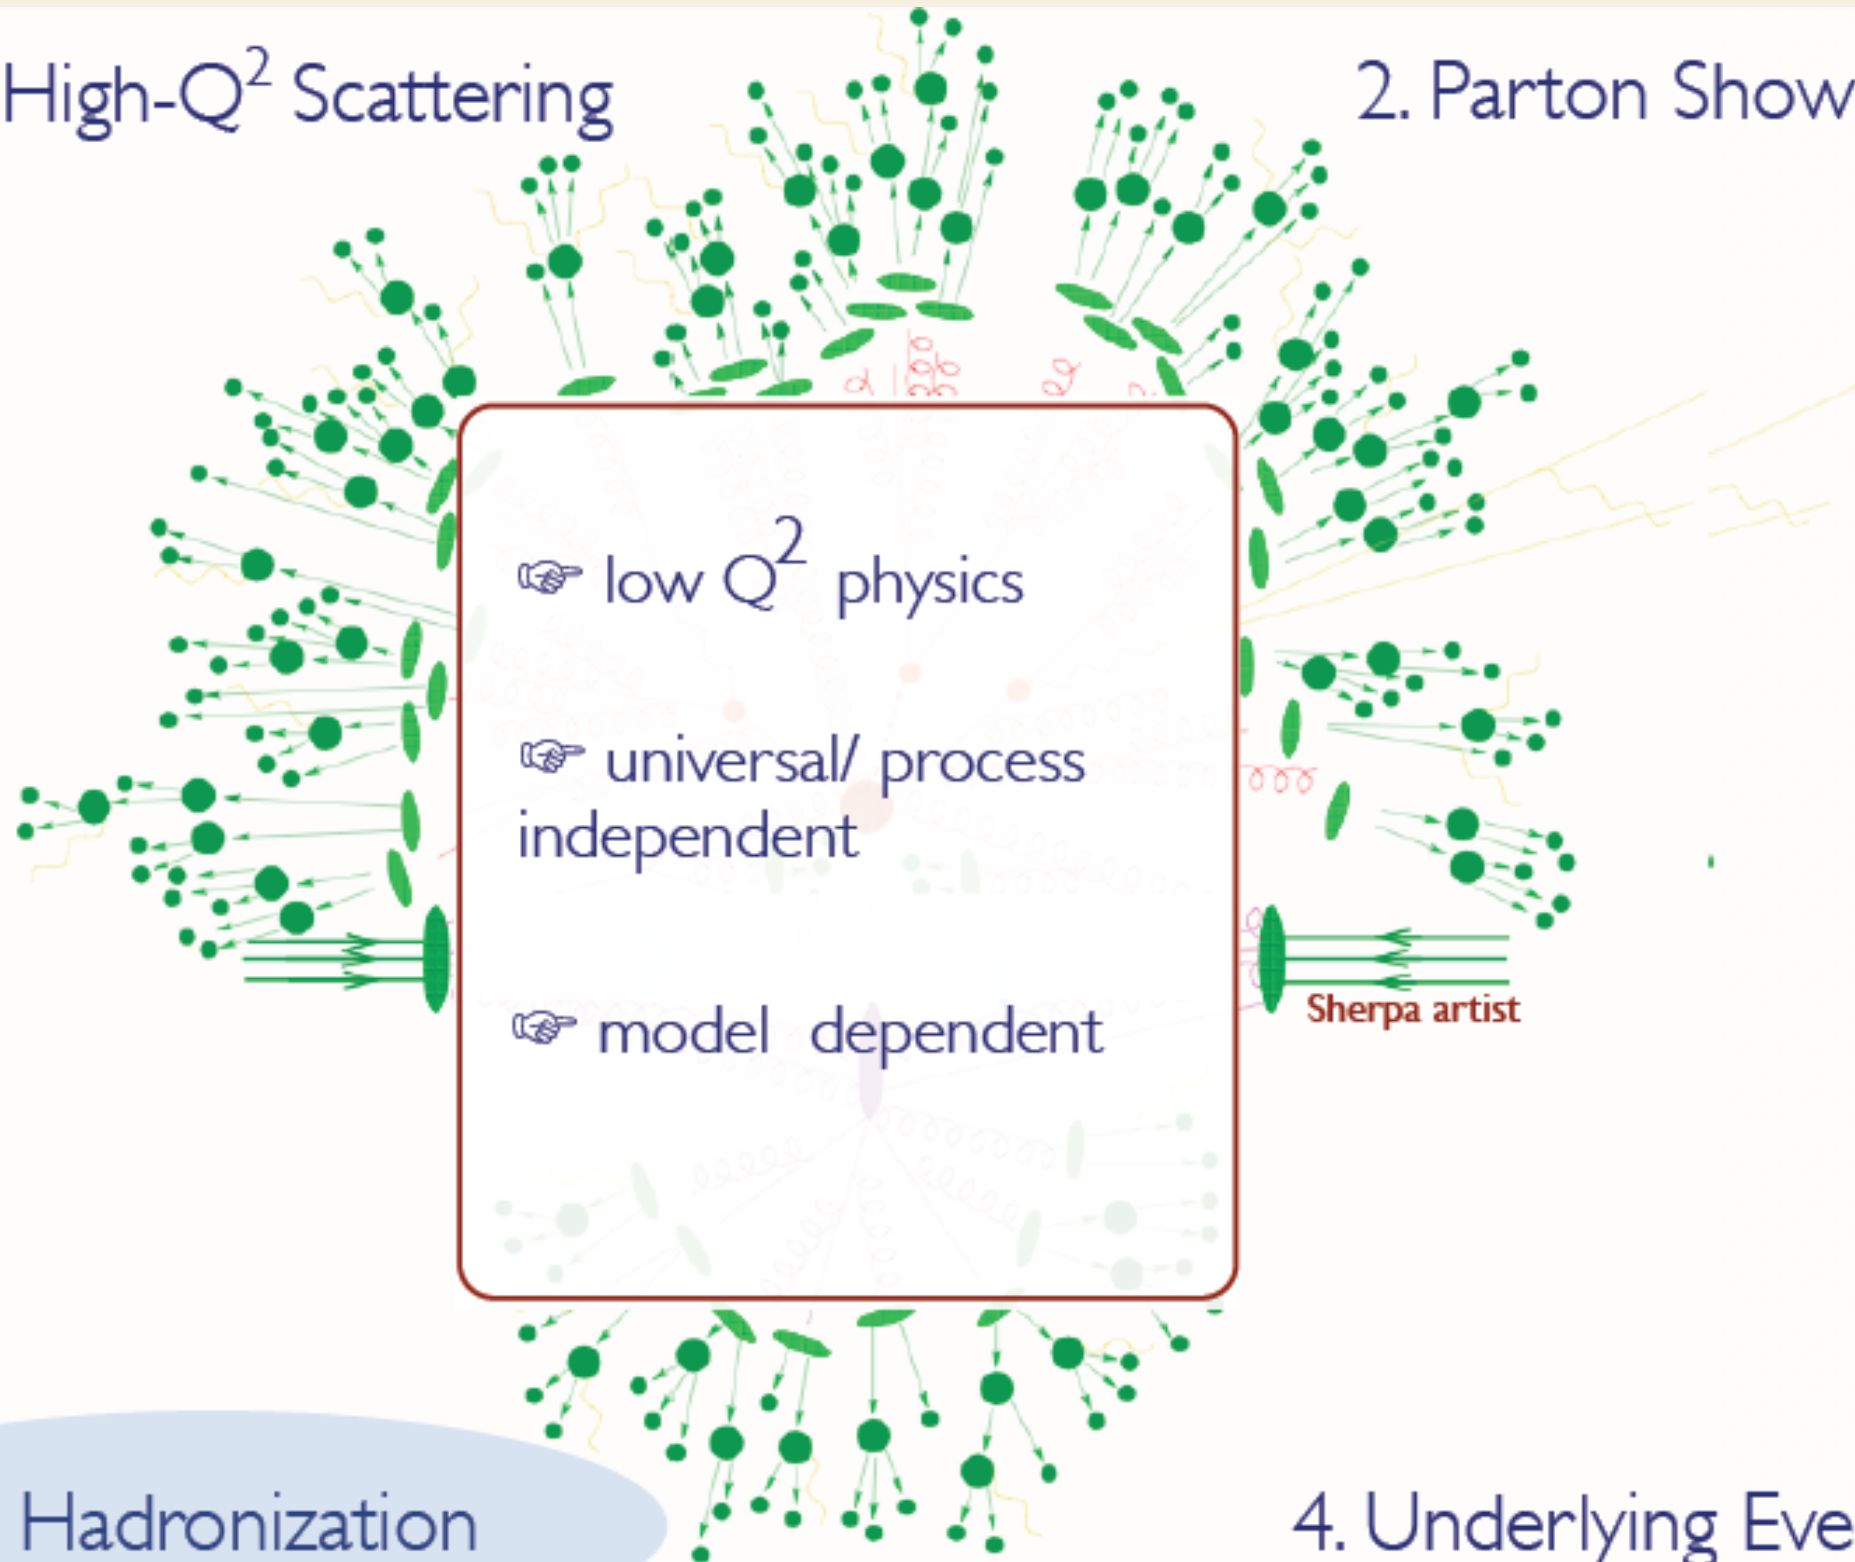 High-Q² Scattering
2. Parton Show
☞ low Q² physics
☞ universal/ process
independent
☞ model dependent
Sherpa artist
Hadronization
4. Underlying Eve